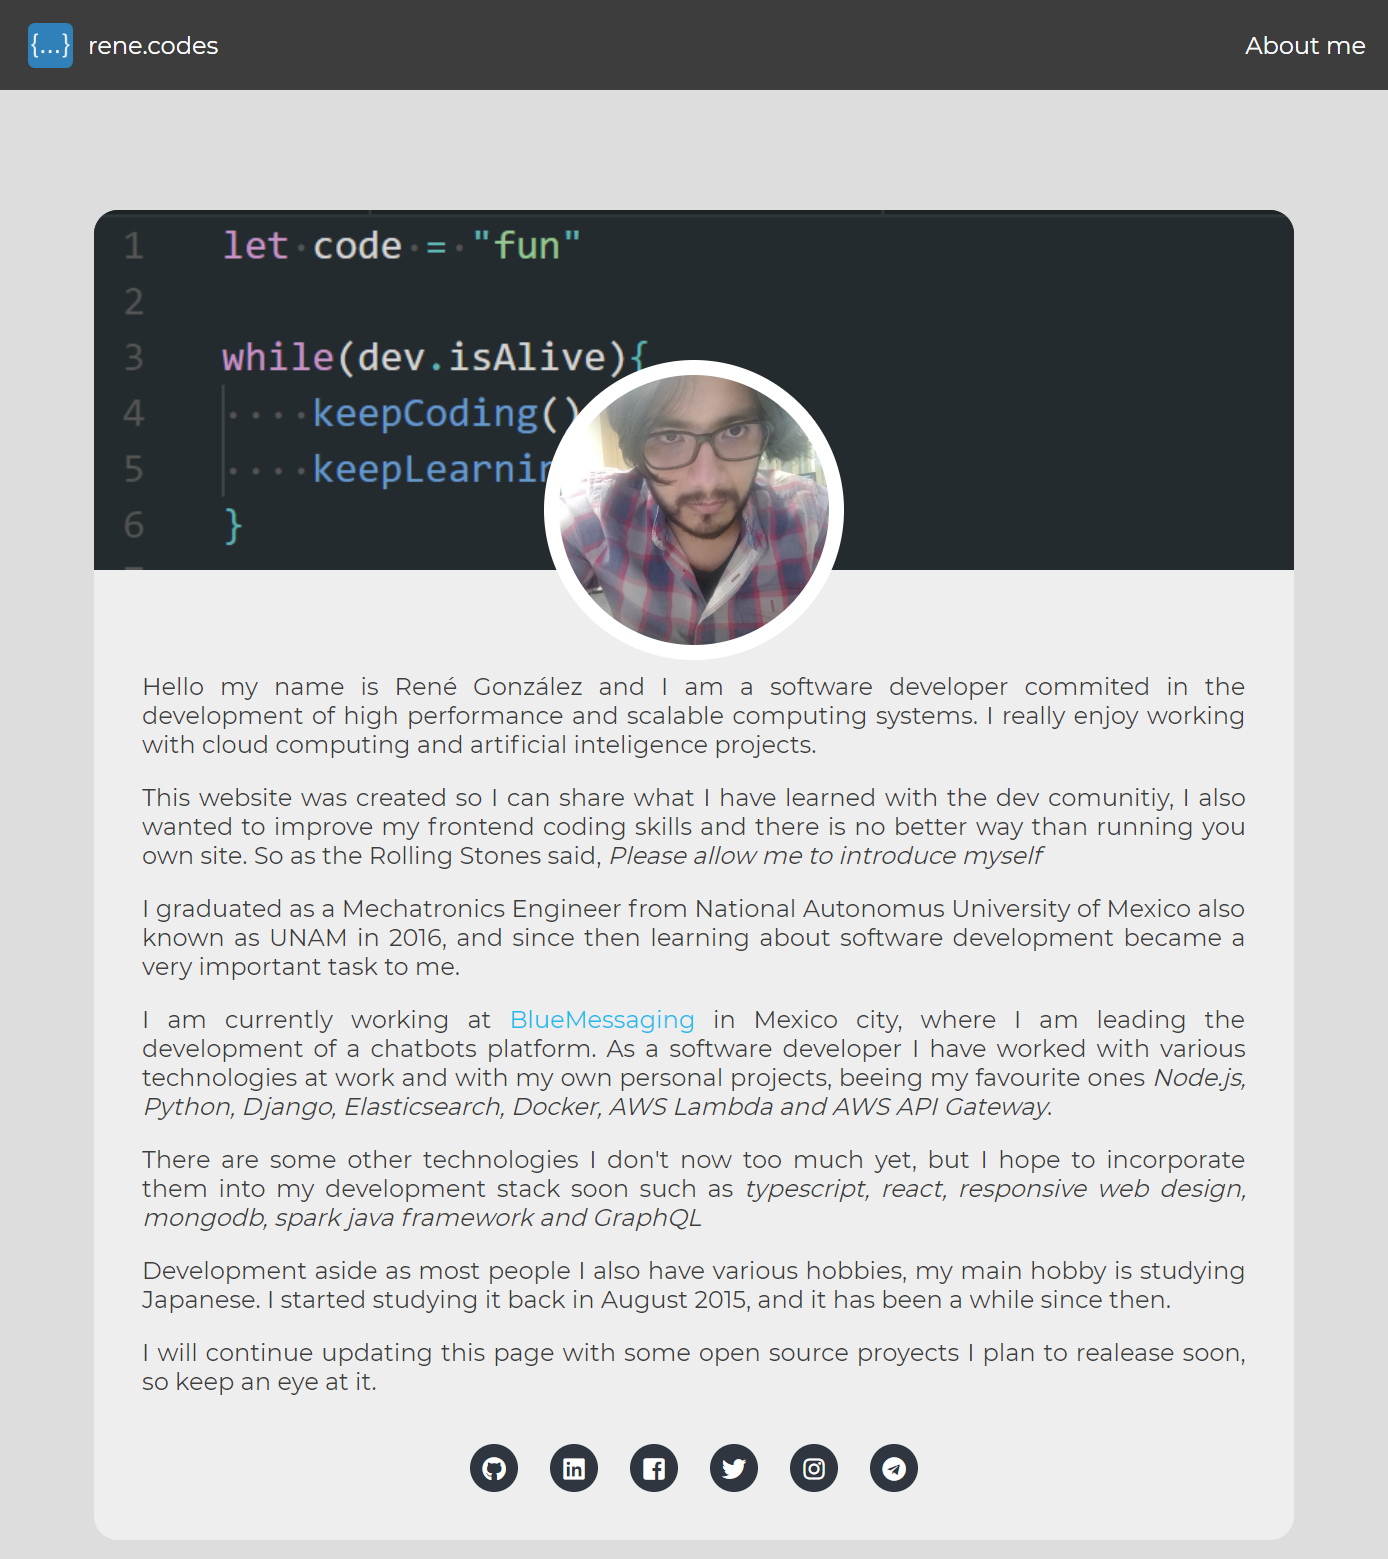 {...} rene.codes About me
1 let code = "fun"
2
3 while(dev.isAlive){
4 keepCoding()
5
6 }
Hello my name is René González and I am a software developer commited in the
development of high performance and scalable computing systems. I really enjoy working
with cloud computing and artificial inteligence projects.
This website was created so I can share what I have learned with the dev comunitiy, I also
wanted to improve my frontend coding skills and there is no better way than running you
own site. So as the Rolling Stones said, Please allow me to introduce myself
I graduated as a Mechatronics Engineer from National Autonomus University of Mexico also
known as UNAM in 2016, and since then learning about software development became a
very important task to me.
I am currently working at BlueMessaging in Mexico city, where I am leading the
development of a chatbots platform. As a software developer I have worked with various
technologies at work and with my own personal projects, beeing my favourite ones Node.js,
Python, Django, Elasticsearch, Docker, AWS Lambda and AWS API Gateway.
There are some other technologies I don't now too much yet, but I hope to incorporate
them into my development stack soon such as typescript, react, responsive web design,
mongodb, spark java framework and GraphQL
Development aside as most people I also have various hobbies, my main hobby is studying
Japanese. I started studying it back in August 2015, and it has been a while since then.
I will continue updating this page with some open source proyects I plan to realease soon,
so keep an eye at it.